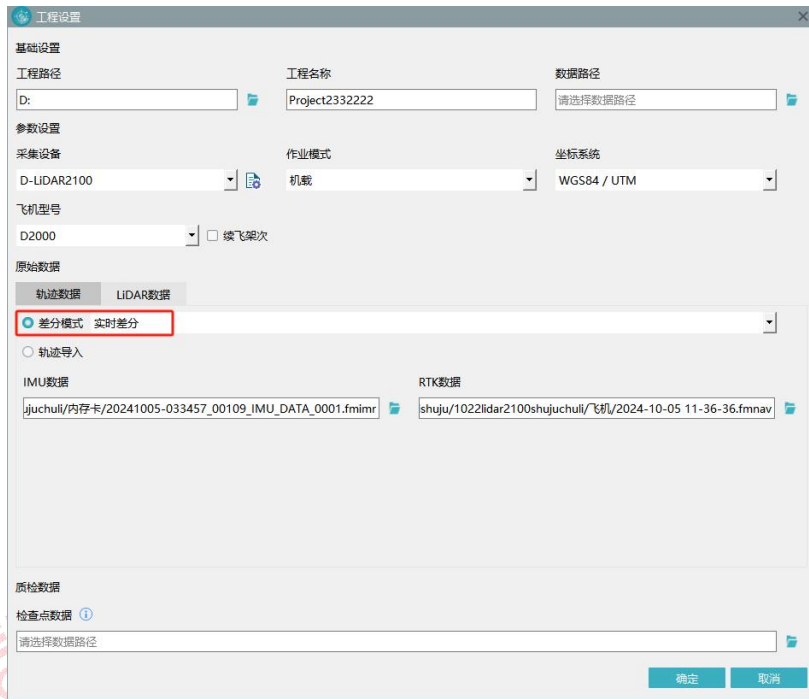 工程设置
基础设置
工程路径 工程名称 数据路径
D: Project2332222 请选择数据路径
参数设置
采集设备 作业模式 坐标系统
D-LiDAR2100 机载 WGS84 / UTM
飞机型号
D2000 续飞架次
原始数据
轨迹数据 LiDAR数据
差分模式 实时差分
轨迹导入
IMU数据 RTK数据
ujuchuli/内存卡/20241005-033457_00109_IMU_DATA_0001.fmimr shuju/1022lidar2100shujuchuli/飞机/2024-10-05 11-36-36.fmnav
质检数据
检查点数据
请选择数据路径
确定 取消